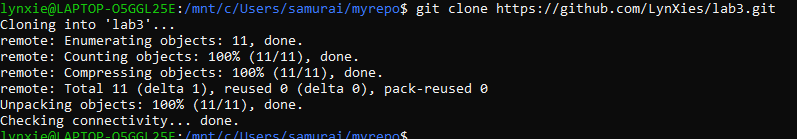 lynxie@LAPTOP-O5GGL25E:/mnt/c/Users/samurai/myrepo$ git clone https://github.com/LynXies/lab3.git
Cloning into 'lab3'...
remote: Enumerating objects: 11, done.
remote: Counting objects: 100% (11/11), done.
remote: Compressing objects: 100% (11/11), done.
remote: Total 11 (delta 1), reused 0 (delta 0), pack-reused 0
Unpacking objects: 100% (11/11), done.
Checking connectivity... done.
lynxie@LAPTOP-O5GGL25E:/mnt/c/Users/samurai/myrepo$